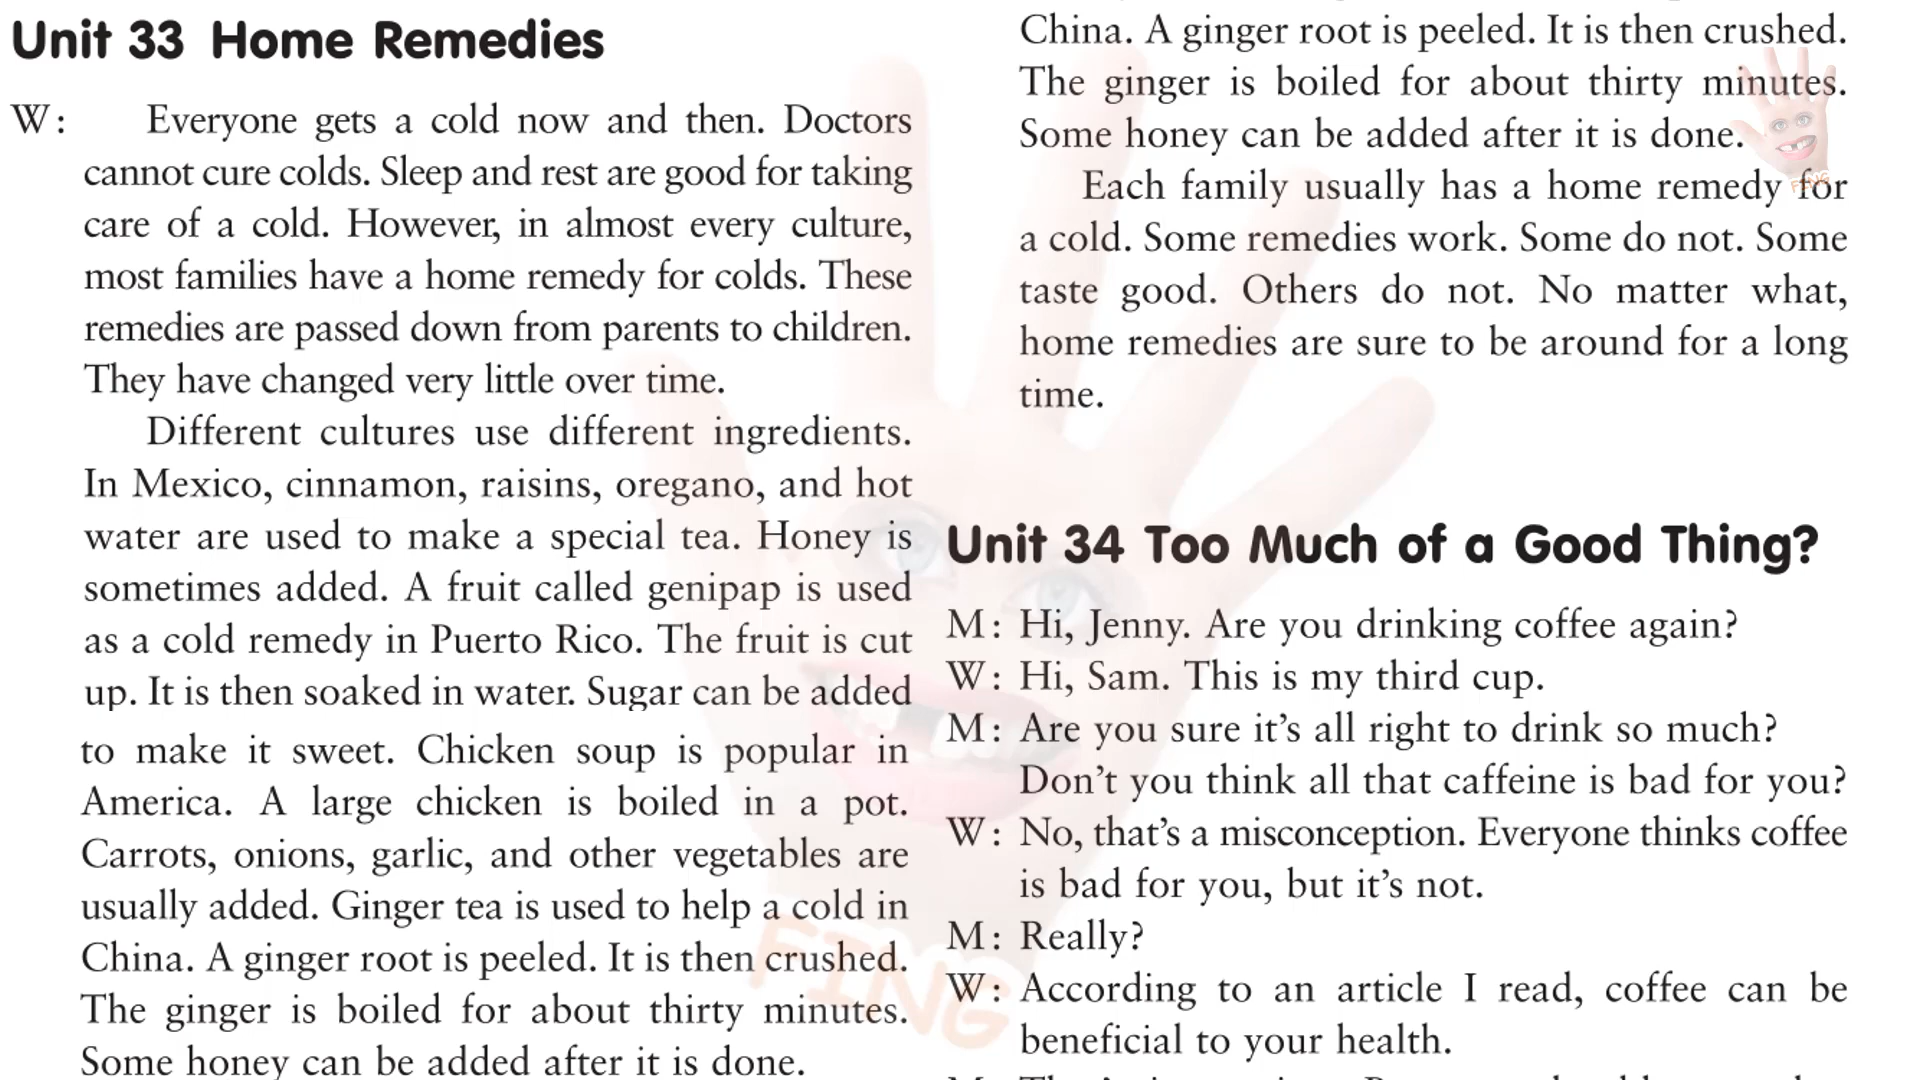 Unit 33 Home Remedies
W: Everyone gets a cold now and then. Doctors
cannot cure colds. Sleep and rest are good for taking
care of a cold. However, in almost every culture,
most families have a home remedy for colds. These
remedies are passed down from parents to children.
They have changed very little over time.
Different cultures use different ingredients.
In Mexico, cinnamon, raisins, oregano, and hot
water are used to make a special tea. Honey is
sometimes added. A fruit called genipap is used
as a cold remedy in Puerto Rico. The fruit is cut
up. It is then soaked in water. Sugar can be added
to make it sweet. Chicken soup is popular in
America. A large chicken is boiled in a pot.
Carrots, onions, garlic, and other vegetables are
usually added. Ginger tea is used to help a cold in
China. A ginger root is peeled. It is then crushed.
The ginger is boiled for about thirty minutes.
Some honey can be added after it is done.
China. A ginger root is peeled. It is then crushed.
The ginger is boiled for about thirty minutes.
Some honey can be added after it is done.
Each family usually has a home remedy for
a cold. Some remedies work. Some do not. Some
taste good. Others do not. No matter what,
home remedies are sure to be around for a long
time.
Unit 34 Too Much of a Good Thing?
M: Hi, Jenny. Are you drinking coffee again?
W: Hi, Sam. This is my third cup.
M: Are you sure it's all right to drink so much?
Don't you think all that caffeine is bad for you?
W: No, that's a misconception. Everyone thinks coffee
is bad for you, but it's not.
M: Really?
W: According to an article I read, coffee can be
beneficial to your health.
FING
FING